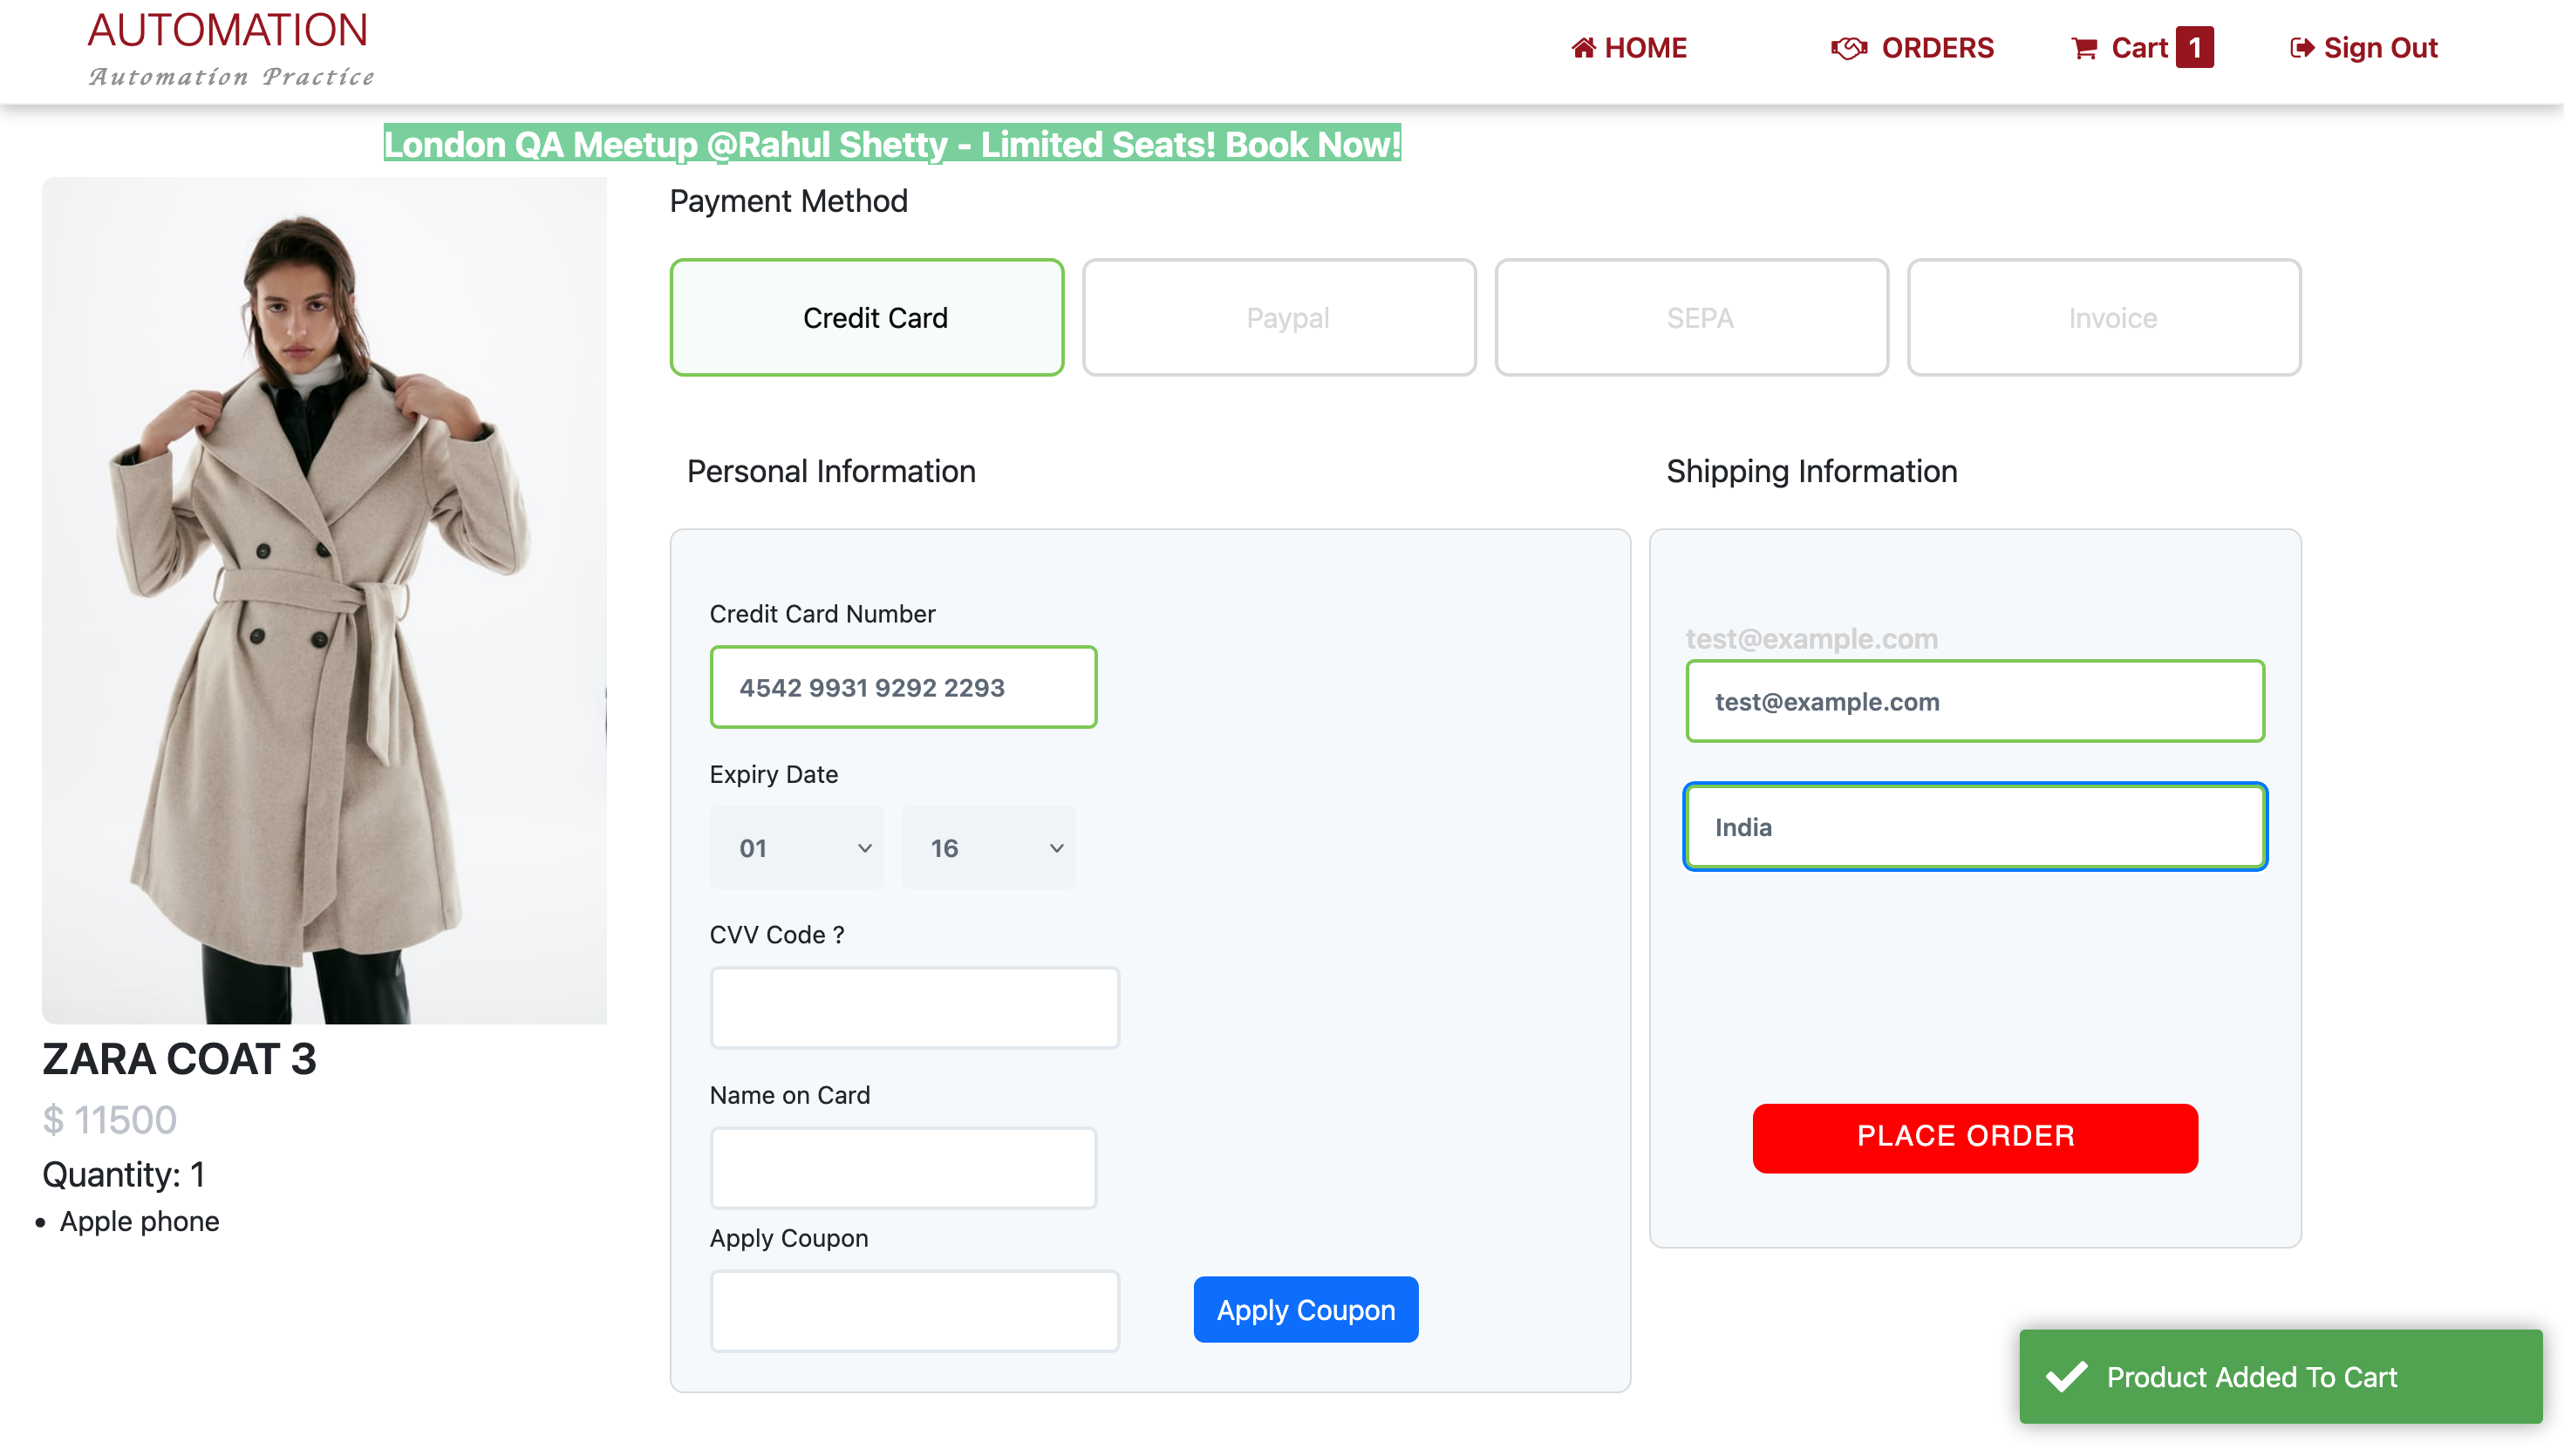 AUTOMATION
Automation Practice
HOME
ORDERS
Cart 1
Sign Out
London QA Meetup @Rahul Shetty - Limited Seats! Book Now!
Payment Method
Credit Card
Paypal
SEPA
Invoice
Personal Information
Credit Card Number
4542 9931 9292 2293
Expiry Date
01
16
CVV Code ?
Name on Card
Apply Coupon
Apply Coupon
Shipping Information
test@example.com
test@example.com
India
PLACE ORDER
ZARA COAT 3
$ 11500
Quantity: 1
Apple phone
Product Added To Cart